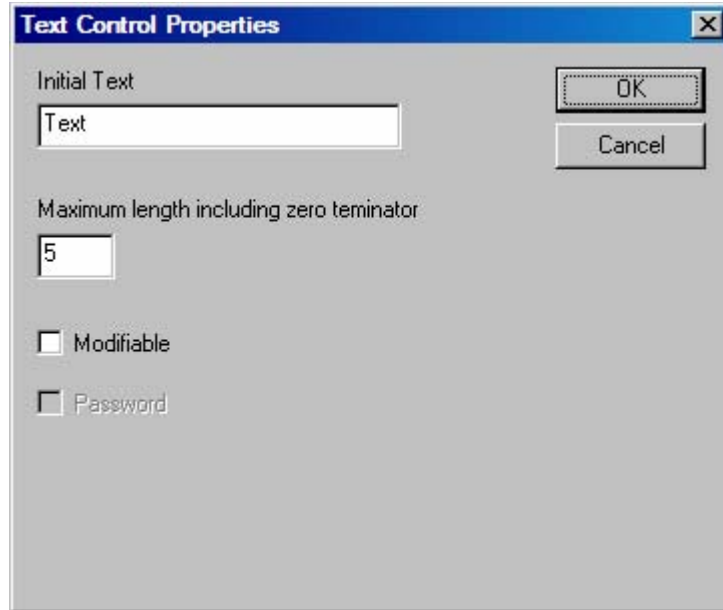 Text Control Properties
Initial Text
OK
Text
Cancel
Maximum length including zero teminator
5
Modifiable
Password